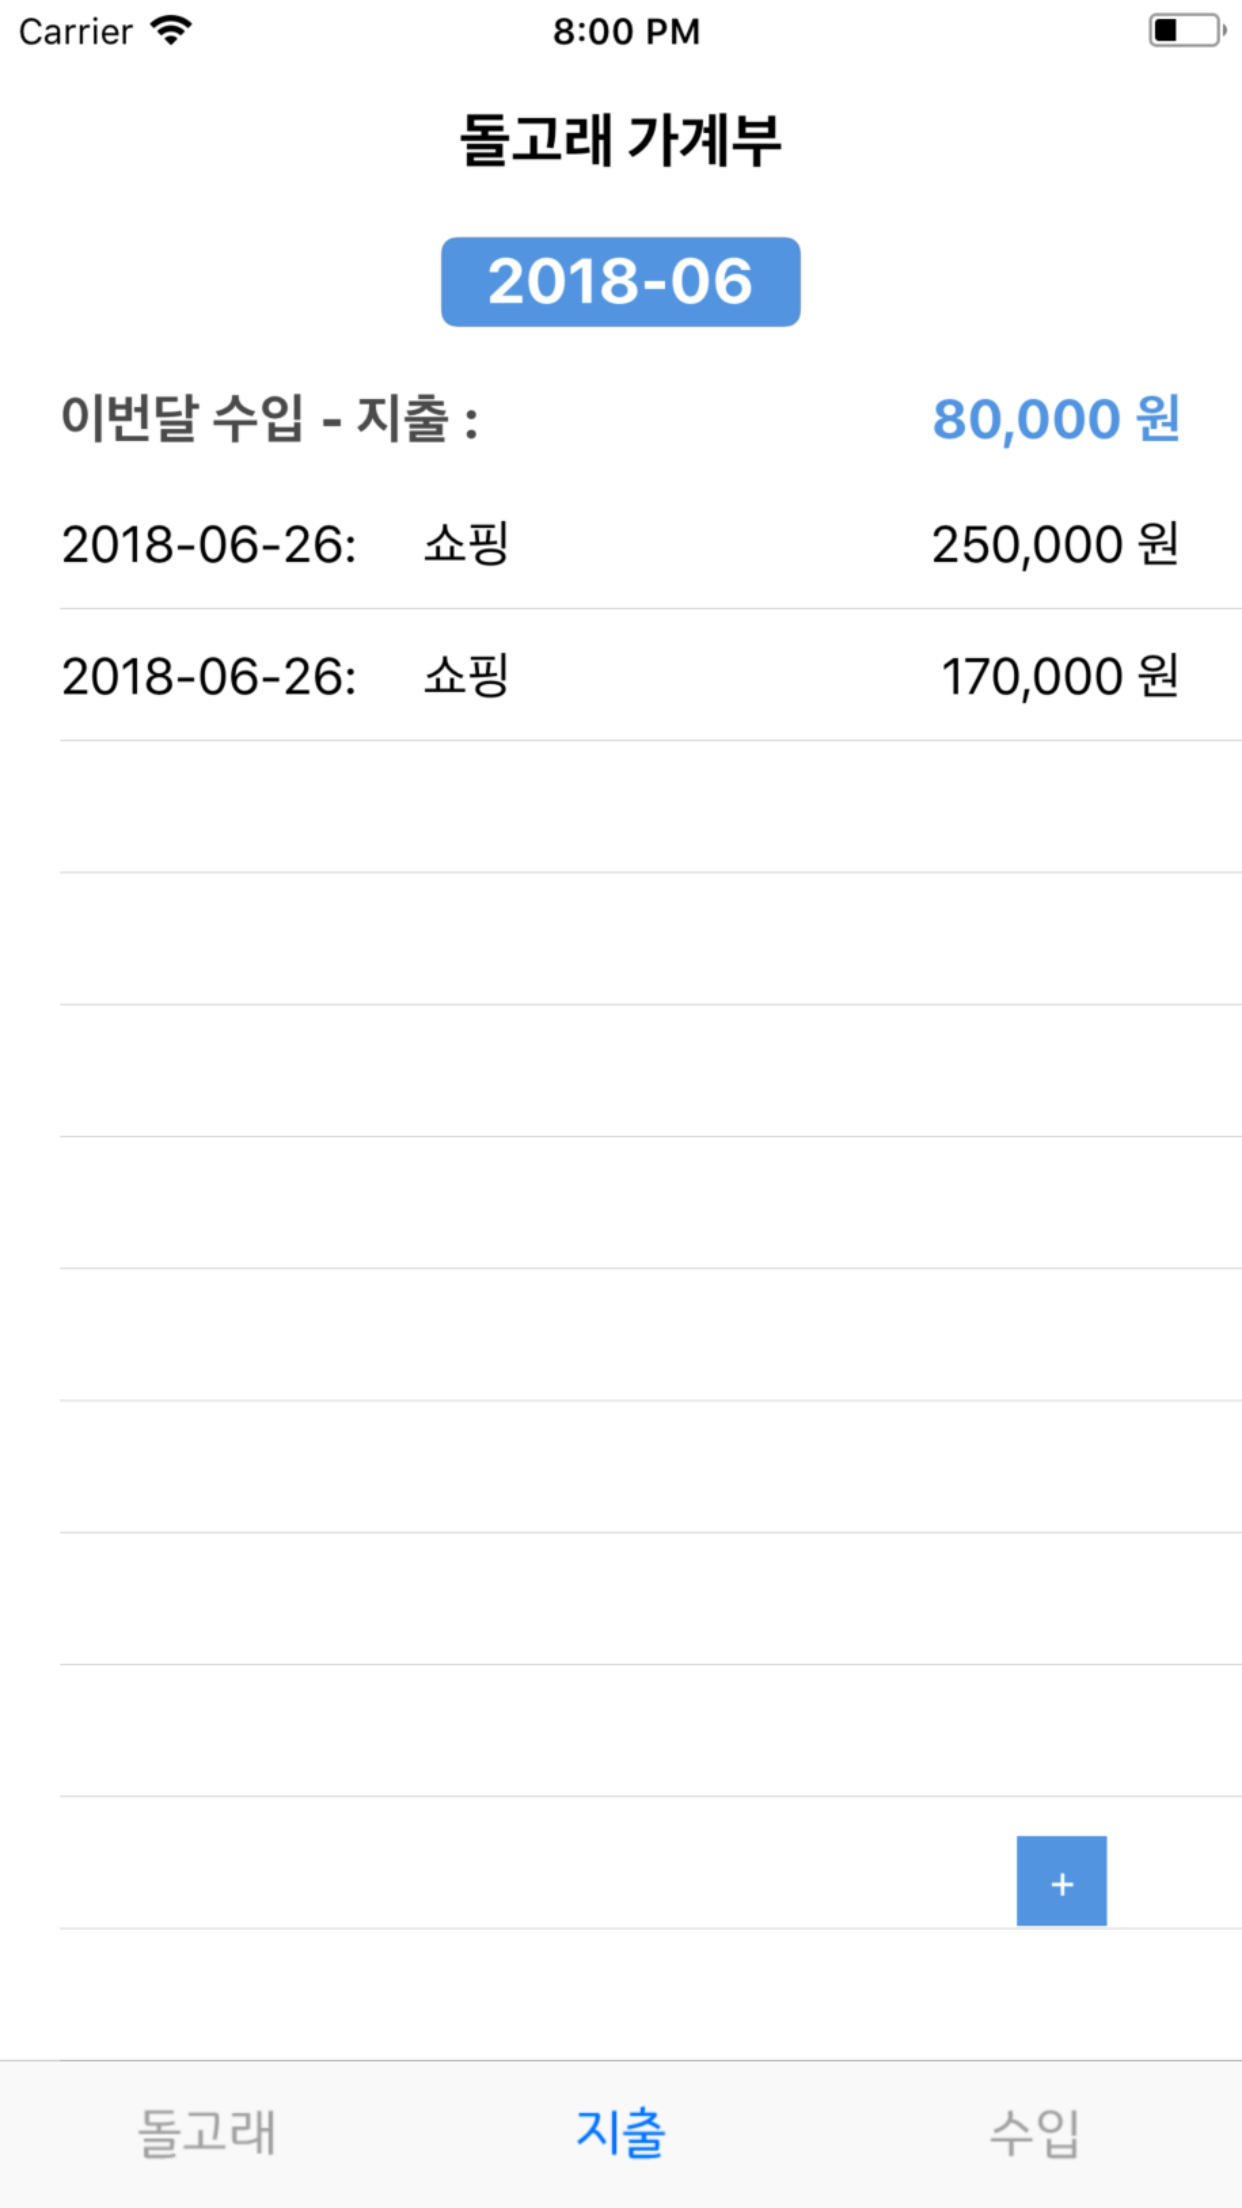 Carrier 8:00 PM
돌고래 가계부
2018-06
이번달 수입 - 지출 : 80,000 원
2018-06-26: 쇼핑 250,000 원
2018-06-26: 쇼핑 170,000 원
+
돌고래 지출 수입